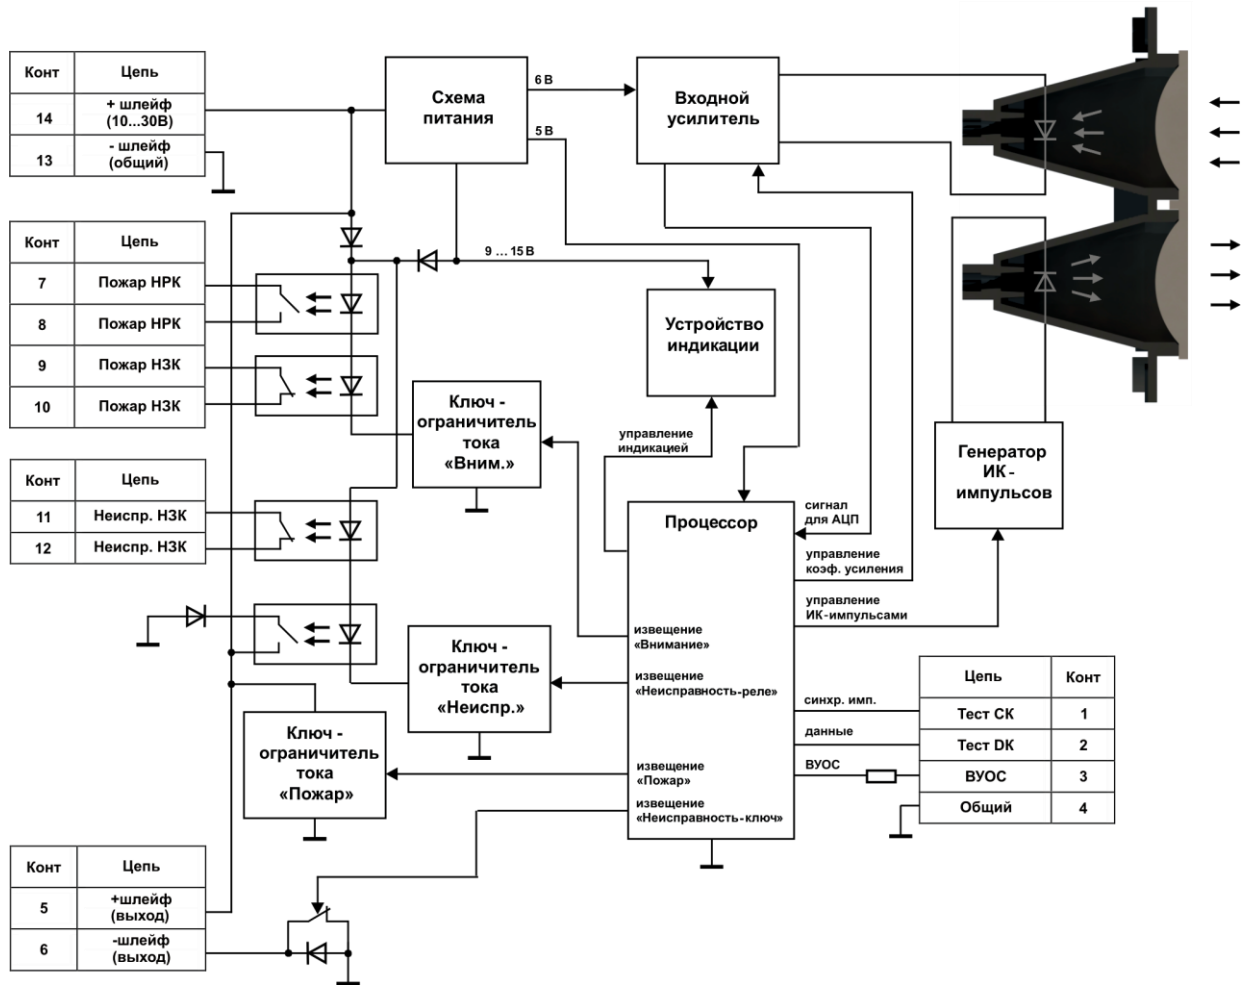 Конт Цепь
14 + шлейф
(10...30В)
13 - шлейф
(общий)
Схема
питания
6 В
5 В
Входной
усилитель
Конт Цепь
7 Пожар НРК
8 Пожар НРК
9 Пожар НЗК
10 Пожар НЗК
9 ... 15 В
Устройство
индикации
Ключ -
ограничитель
тока
«Вним.»
управление
индикацией
Генератор
ИК -
импульсов
Конт Цепь
11 Неиспр. НЗК
12 Неиспр. НЗК
Процессор
сигнал
для АЦП
управление
коэф. усиления
управление
ИК-импульсами
извещение
«Внимание»
извещение
«Неисправность-реле»
извещение
«Пожар»
извещение
«Неисправность-ключ»
Ключ -
ограничитель
тока
«Неиспр.»
Ключ -
ограничитель
тока
«Пожар»
синхр. имп.
данные
ВУОС
Цепь Конт
Тест СК 1
Тест DК 2
ВУОС 3
Общий 4
Конт Цепь
5 +шлейф
(выход)
6 -шлейф
(выход)